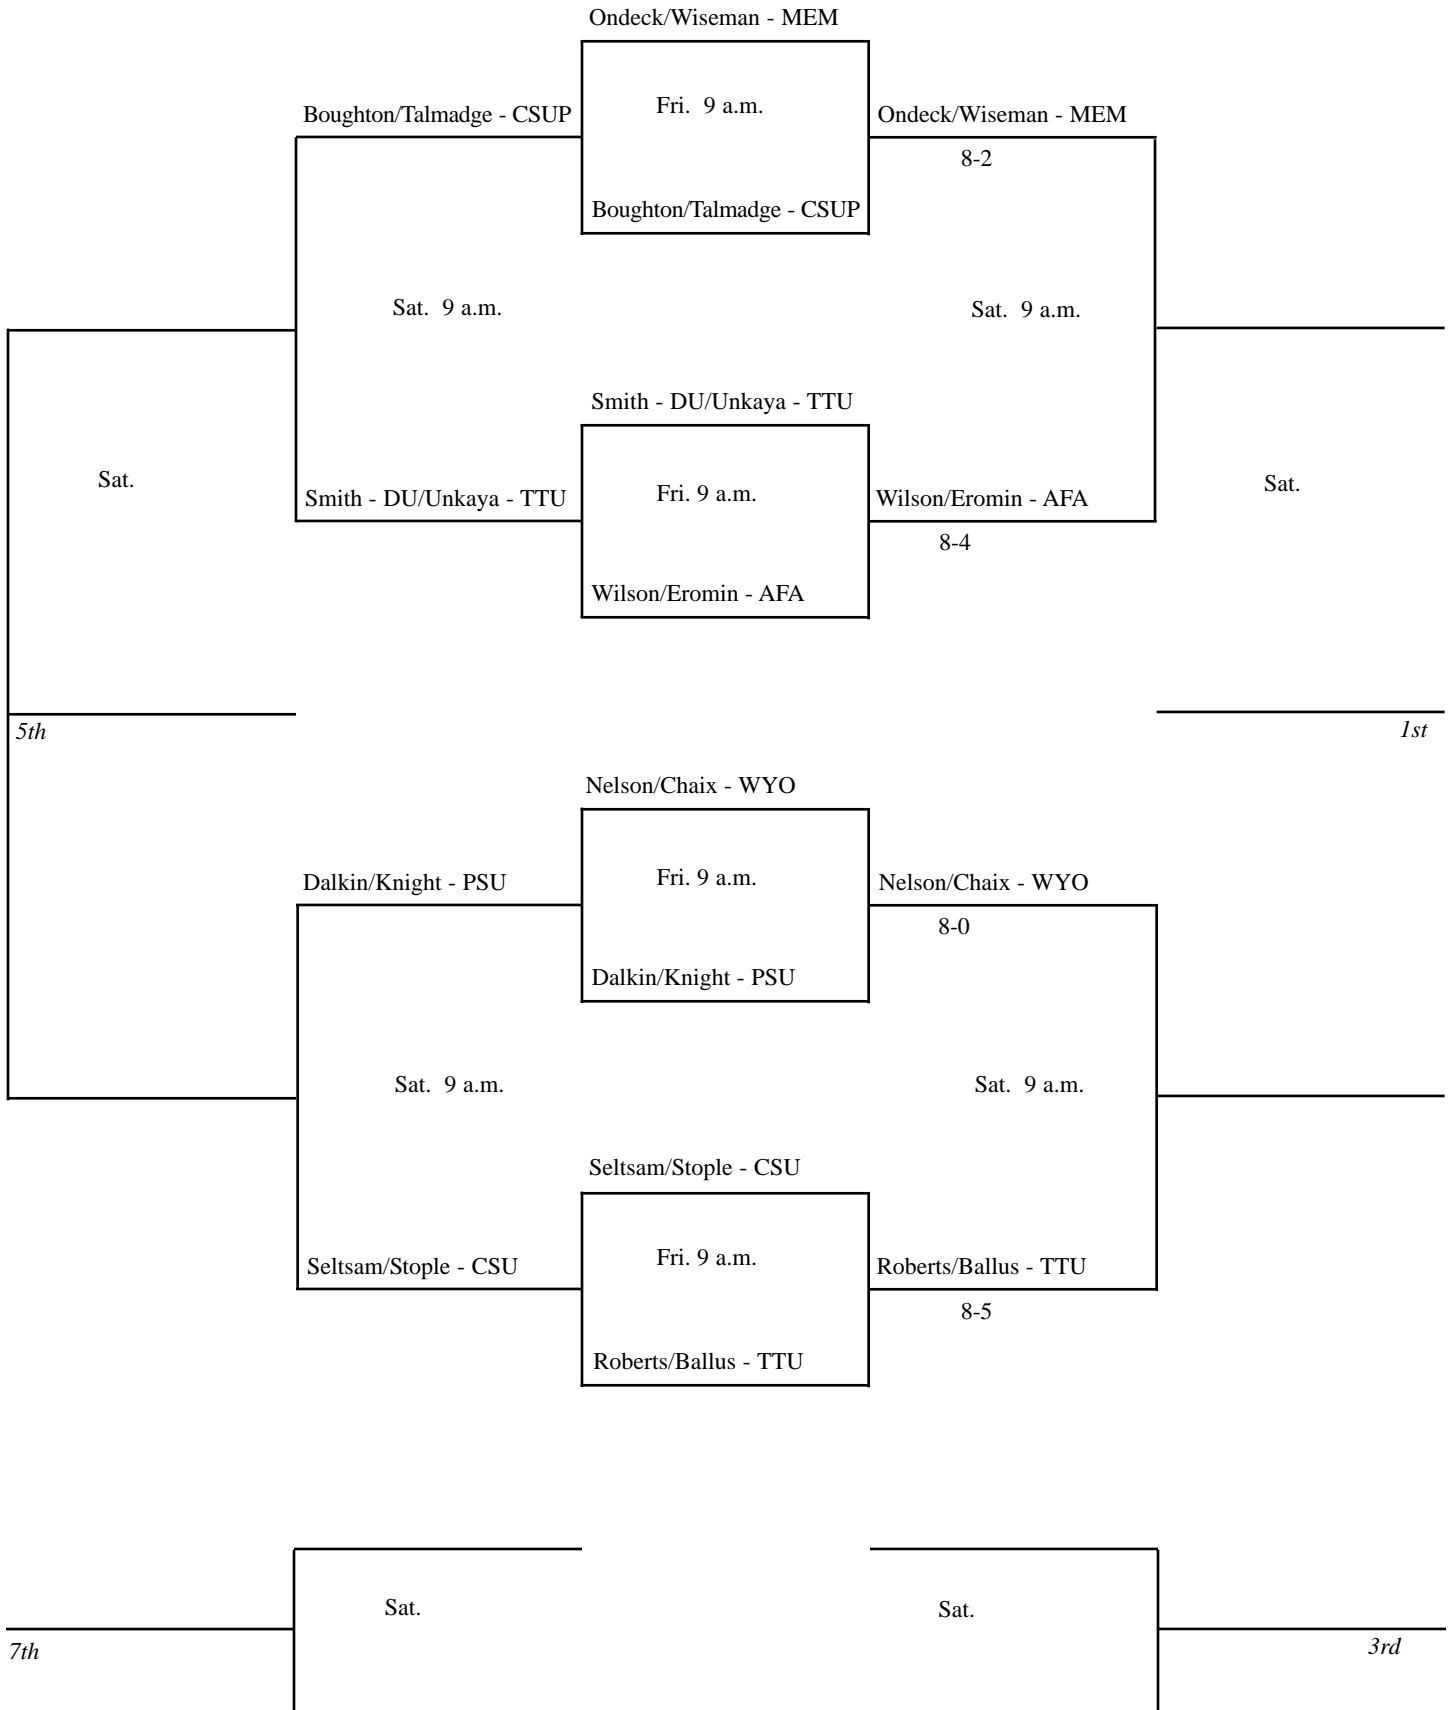 Ondeck/Wiseman - MEM
Fri.  9 a.m.
Boughton/Talmadge - CSUP
Ondeck/Wiseman - MEM
8-2
Boughton/Talmadge - CSUP
Sat.  9 a.m.
Sat.  9 a.m.
Smith - DU/Unkaya - TTU
Sat.
Smith - DU/Unkaya - TTU
Fri. 9 a.m.
Wilson/Eromin - AFA
Sat.
8-4
Wilson/Eromin - AFA
5th
1st
Nelson/Chaix - WYO
Dalkin/Knight - PSU
Fri. 9 a.m.
Nelson/Chaix - WYO
8-0
Dalkin/Knight - PSU
Sat.  9 a.m.
Sat.  9 a.m.
Seltsam/Stople - CSU
Seltsam/Stople - CSU
Fri. 9 a.m.
Roberts/Ballus - TTU
8-5
Roberts/Ballus - TTU
Sat.
Sat.
7th
3rd